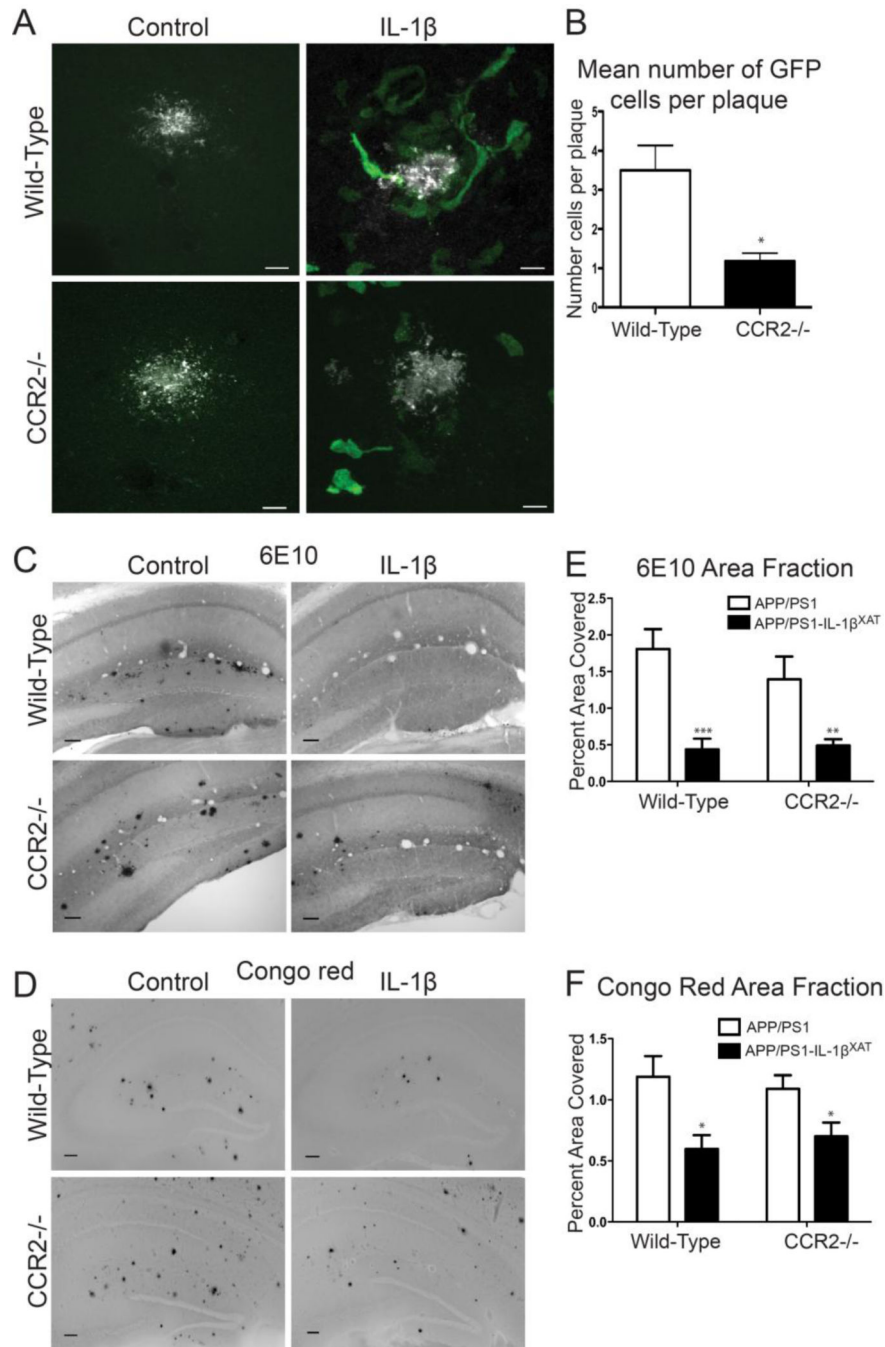 A
Control
IL-1β
Wild-Type
CCR2-/-
B
Mean number of GFP
cells per plaque
Number cells per plaque
5
4
3
2
1
0
*
Wild-Type
CCR2-/-
C
6E10
Control
IL-1β
Wild-Type
CCR2-/-
E
6E10 Area Fraction
Percent Area Covered
2.5
2.0
1.5
1.0
0.5
0.0
APP/PS1
APP/PS1-IL-1βXAT
***
**
Wild-Type
CCR2-/-
D
Congo red
Control
IL-1β
Wild-Type
CCR2-/-
F
Congo Red Area Fraction
Percent Area Covered
1.5
1.0
0.5
0.0
APP/PS1
APP/PS1-IL-1βXAT
*
*
Wild-Type
CCR2-/-